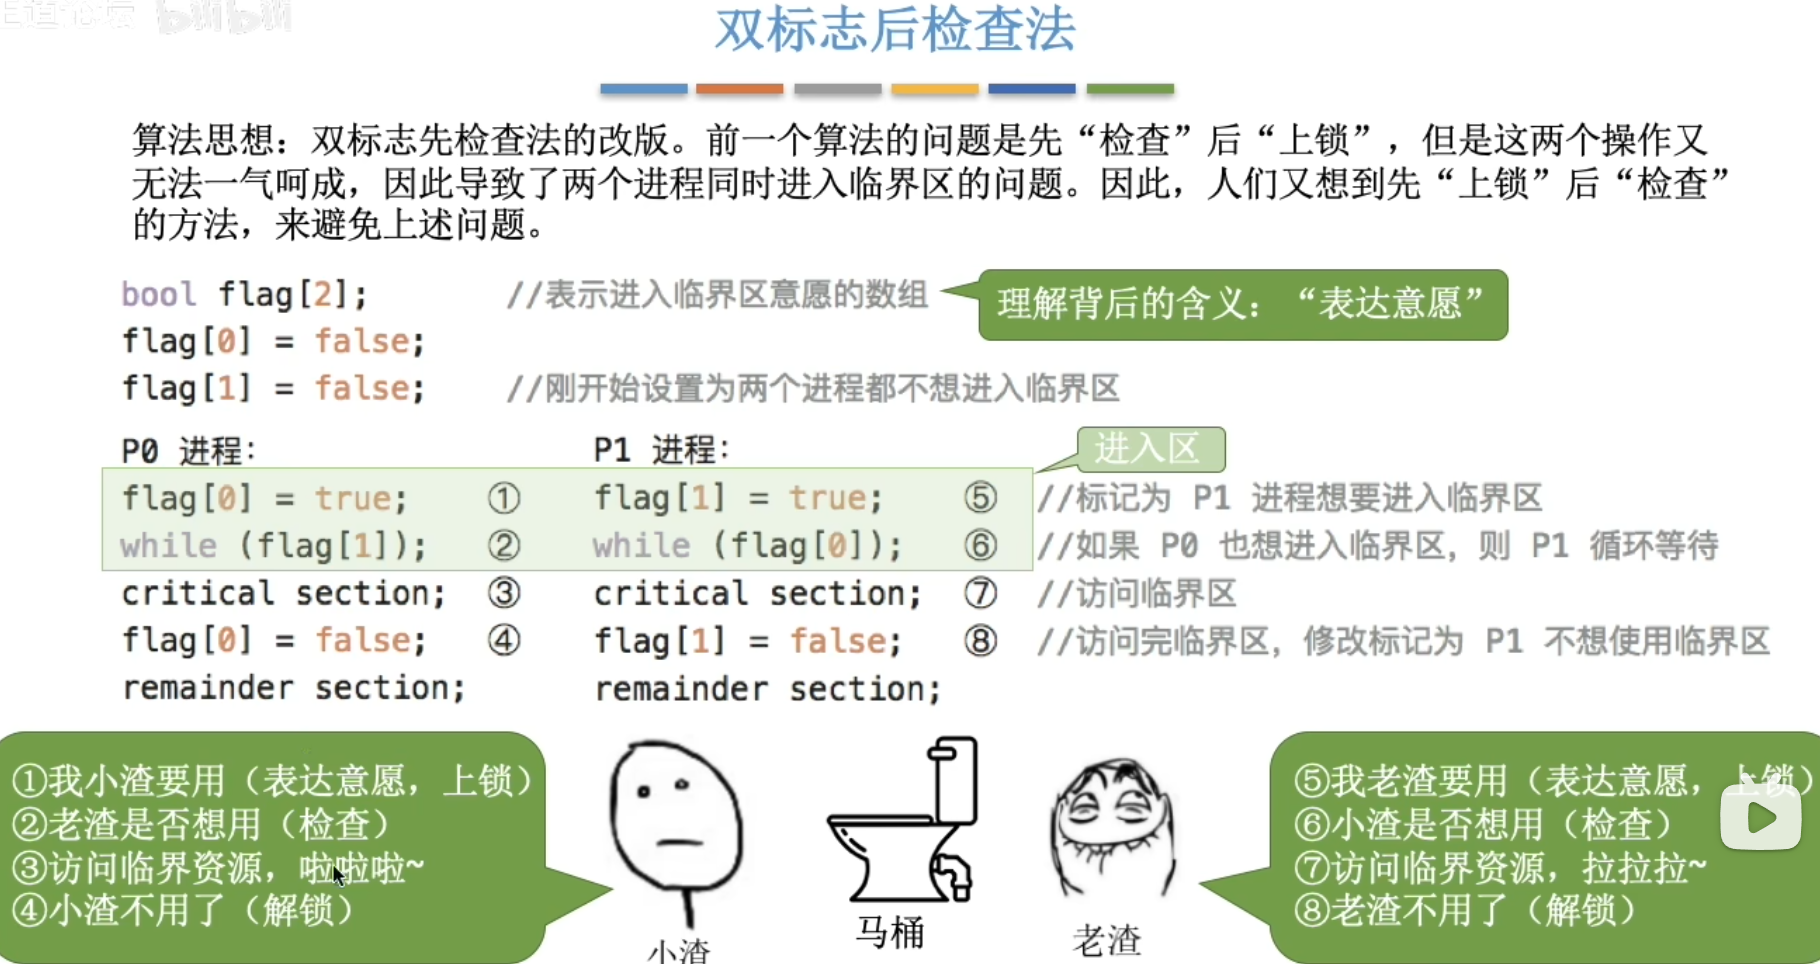 bilibili
双标志后检查法
算法思想：双标志先检查法的改版。前一个算法的问题是先“检查”后“上锁”，但是这两个操作又
无法一气呵成，因此导致了两个进程同时进入临界区的问题。因此，人们又想到先“上锁”后“检查”
的方法，来避免上述问题。
bool flag[2]; //表示进入临界区意愿的数组
理解背后的含义：“表达意愿”
flag[0] = false;
flag[1] = false; //刚开始设置为两个进程都不想进入临界区
P0 进程： P1 进程：
进入区
flag[0] = true; ① flag[1] = true; ⑤ //标记为 P1 进程想要进入临界区
while (flag[1]); ② while (flag[0]); ⑥ //如果 P0 也想进入临界区，则 P1 循环等待
critical section; ③ critical section; ⑦ //访问临界区
flag[0] = false; ④ flag[1] = false; ⑧ //访问完临界区，修改标记为 P1 不想使用临界区
remainder section; remainder section;
①我小渣要用（表达意愿，上锁）
②老渣是否想用（检查）
③访问临界资源，啦啦啦~
④小渣不用了（解锁）
小渣
马桶
老渣
⑤我老渣要用（表达意愿，上锁）
⑥小渣是否想用（检查）
⑦访问临界资源，拉拉拉~
⑧老渣不用了（解锁）